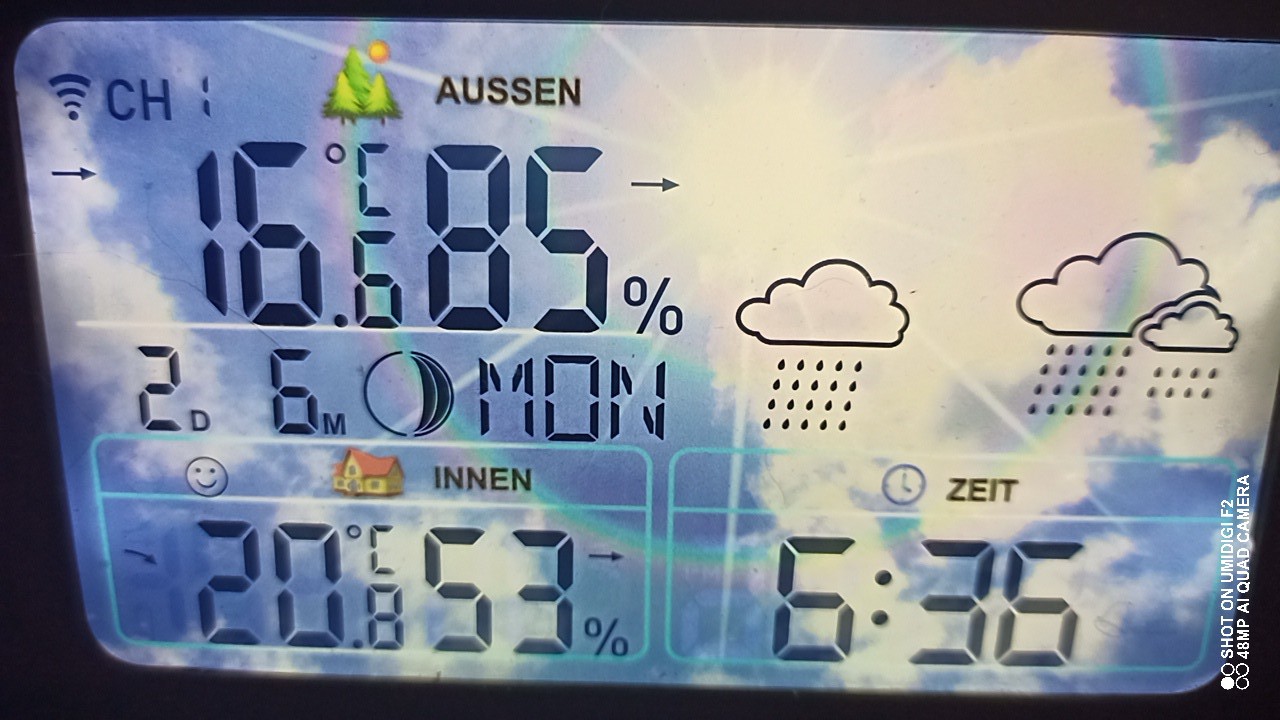 CH 1 AUSSEN
16.6 °C 85 %
2 D 6 M MON
INNEN
20.8 °C 53 %
ZEIT
6:36
SHOT ON UMIDIGI F2
48MP AI QUAD CAMERA